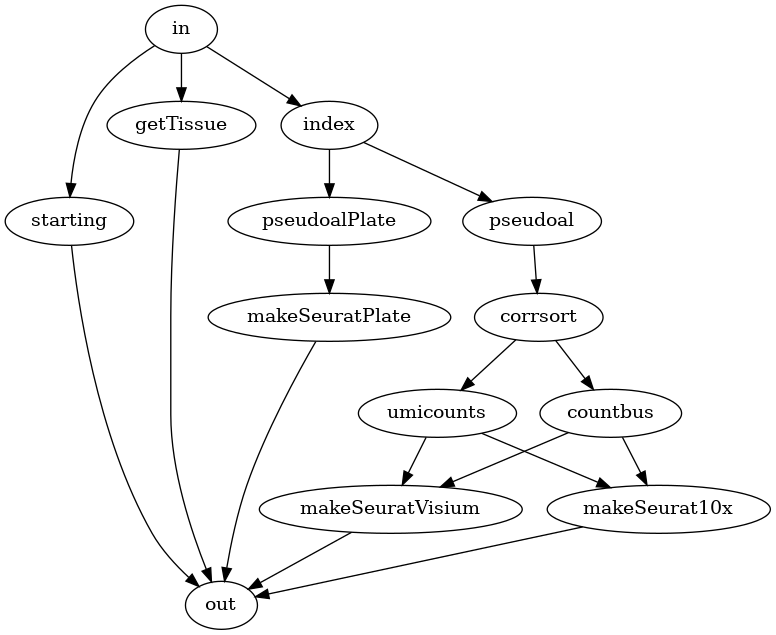 in
getTissue
index
starting
pseudoalPlate
pseudoal
makeSeuratPlate
corrsort
umicounts
countbus
makeSeuratVisium
makeSeurat10x
out